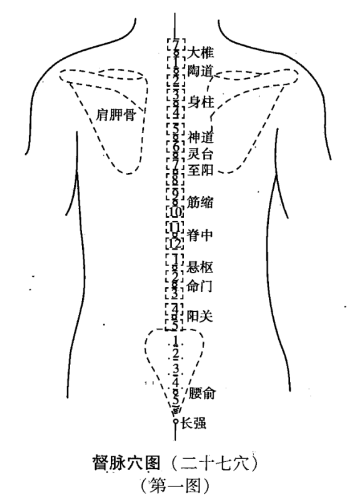 7 大椎
1 陶道
2
3 身柱
4
5 神道
6 灵台
7 至阳
8
9 筋缩
10
11 脊中
12
1 悬枢
2 命门
3
4 阳关
5
1
2
3
4 腰俞
5
长强
肩胛骨
督脉穴图（二十七穴）
（第一图）